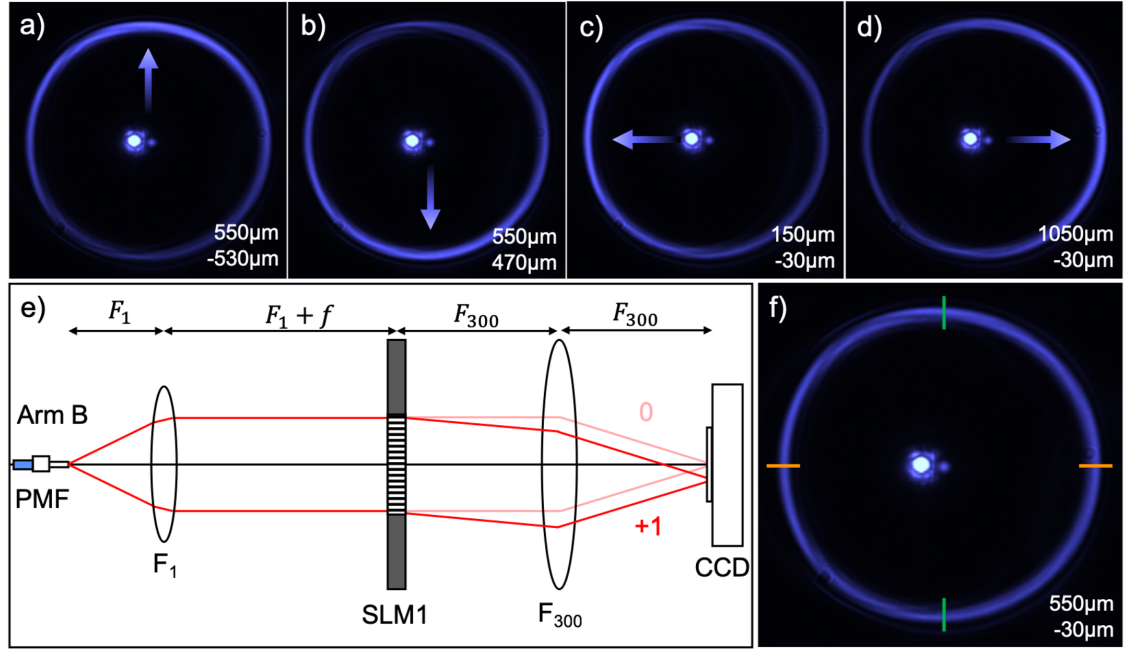 a)
550µm
-530µm
b)
550µm
470µm
c)
150µm
-30µm
d)
1050µm
-30µm
e)
F₁
F₁ + f
F₃₀₀
F₃₀₀
Arm B
0
PMF
+1
F₁
CCD
SLM1
F₃₀₀
f)
550µm
-30µm